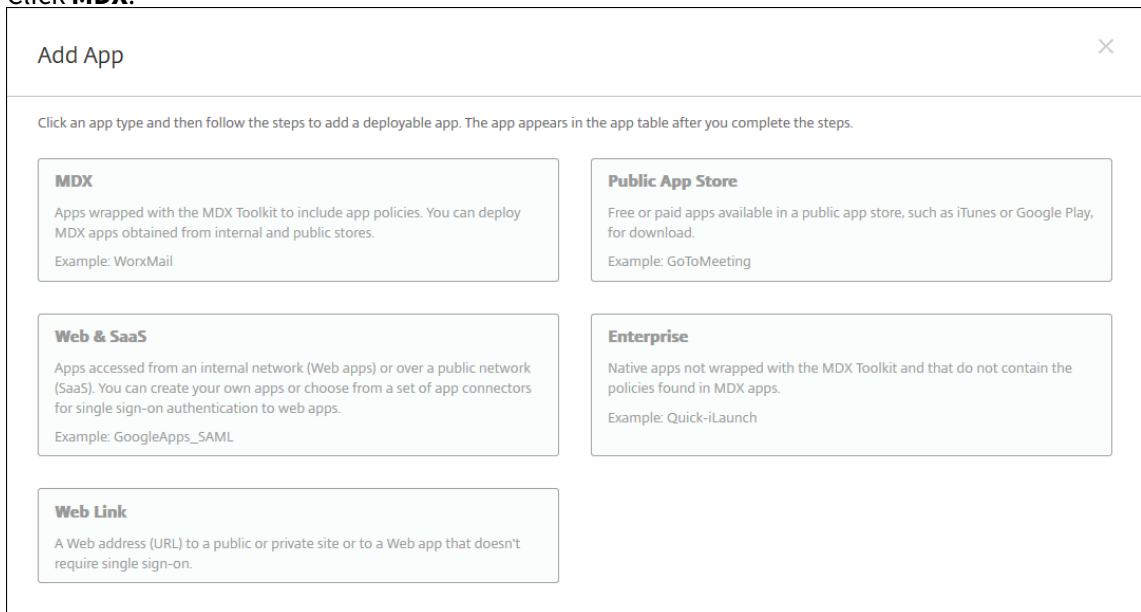 Click MDX.
Add App
Click an app type and then follow the steps to add a deployable app. The app appears in the app table after you complete the steps.
MDX
Apps wrapped with the MDX Toolkit to include app policies. You can deploy
MDX apps obtained from internal and public stores.
Example: WorxMail
Public App Store
Free or paid apps available in a public app store, such as iTunes or Google Play,
for download.
Example: GoToMeeting
Web & SaaS
Apps accessed from an internal network (Web apps) or over a public network
(SaaS). You can create your own apps or choose from a set of app connectors
for single sign-on authentication to web apps.
Example: GoogleApps_SAML
Enterprise
Native apps not wrapped with the MDX Toolkit and that do not contain the
policies found in MDX apps.
Example: Quick-iLaunch
Web Link
A Web address (URL) to a public or private site or to a Web app that doesn't
require single sign-on.